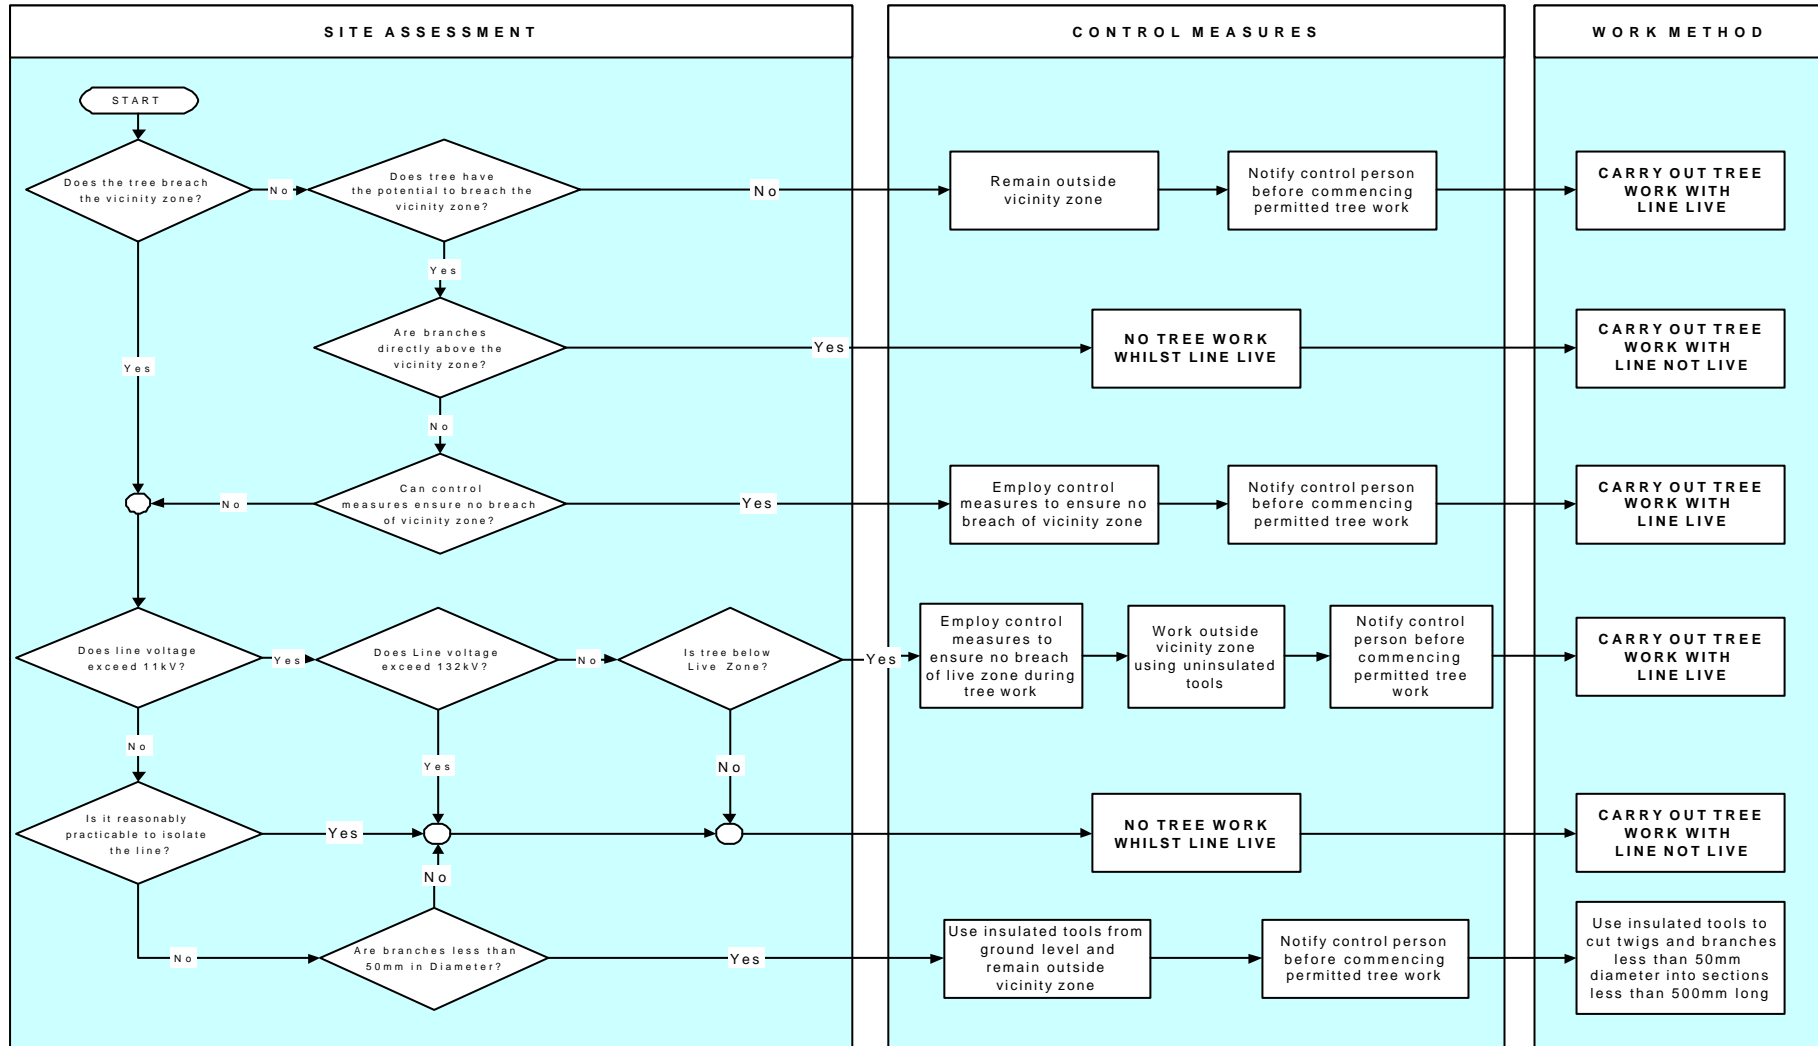 SITE ASSESSMENT
CONTROL MEASURES
WORK METHOD
START
Does the tree breach
the vicinity zone?
No
Does tree have
the potential to breach the
vicinity zone?
No
Remain outside
vicinity zone
Notify control person
before commencing
permitted tree work
CARRY OUT TREE
WORK WITH
LINE LIVE
Yes
Yes
Are branches
directly above the
vicinity zone?
Yes
NO TREE WORK
WHILST LINE LIVE
CARRY OUT TREE
WORK WITH
LINE NOT LIVE
No
No
Can control
measures ensure no breach
of vicinity zone?
Yes
Employ control
measures to ensure no
breach of vicinity zone
Notify control person
before commencing
permitted tree work
CARRY OUT TREE
WORK WITH
LINE LIVE
Does line voltage
exceed 11kV?
Yes
Does Line voltage
exceed 132kV?
No
Is tree below
Live Zone?
Yes
Employ control
measures to
ensure no breach
of live zone during
tree work
Work outside
vicinity zone
using uninsulated
tools
Notify control
person before
commencing
permitted tree
work
CARRY OUT TREE
WORK WITH
LINE LIVE
No
Yes
No
Is it reasonably
practicable to isolate
the line?
Yes
NO TREE WORK
WHILST LINE LIVE
CARRY OUT TREE
WORK WITH
LINE NOT LIVE
No
No
Are branches less than
50mm in Diameter?
Yes
Use insulated tools from
ground level and
remain outside
vicinity zone
Notify control person
before commencing
permitted tree work
Use insulated tools to
cut twigs and branches
less than 50mm
diameter into sections
less than 500mm long